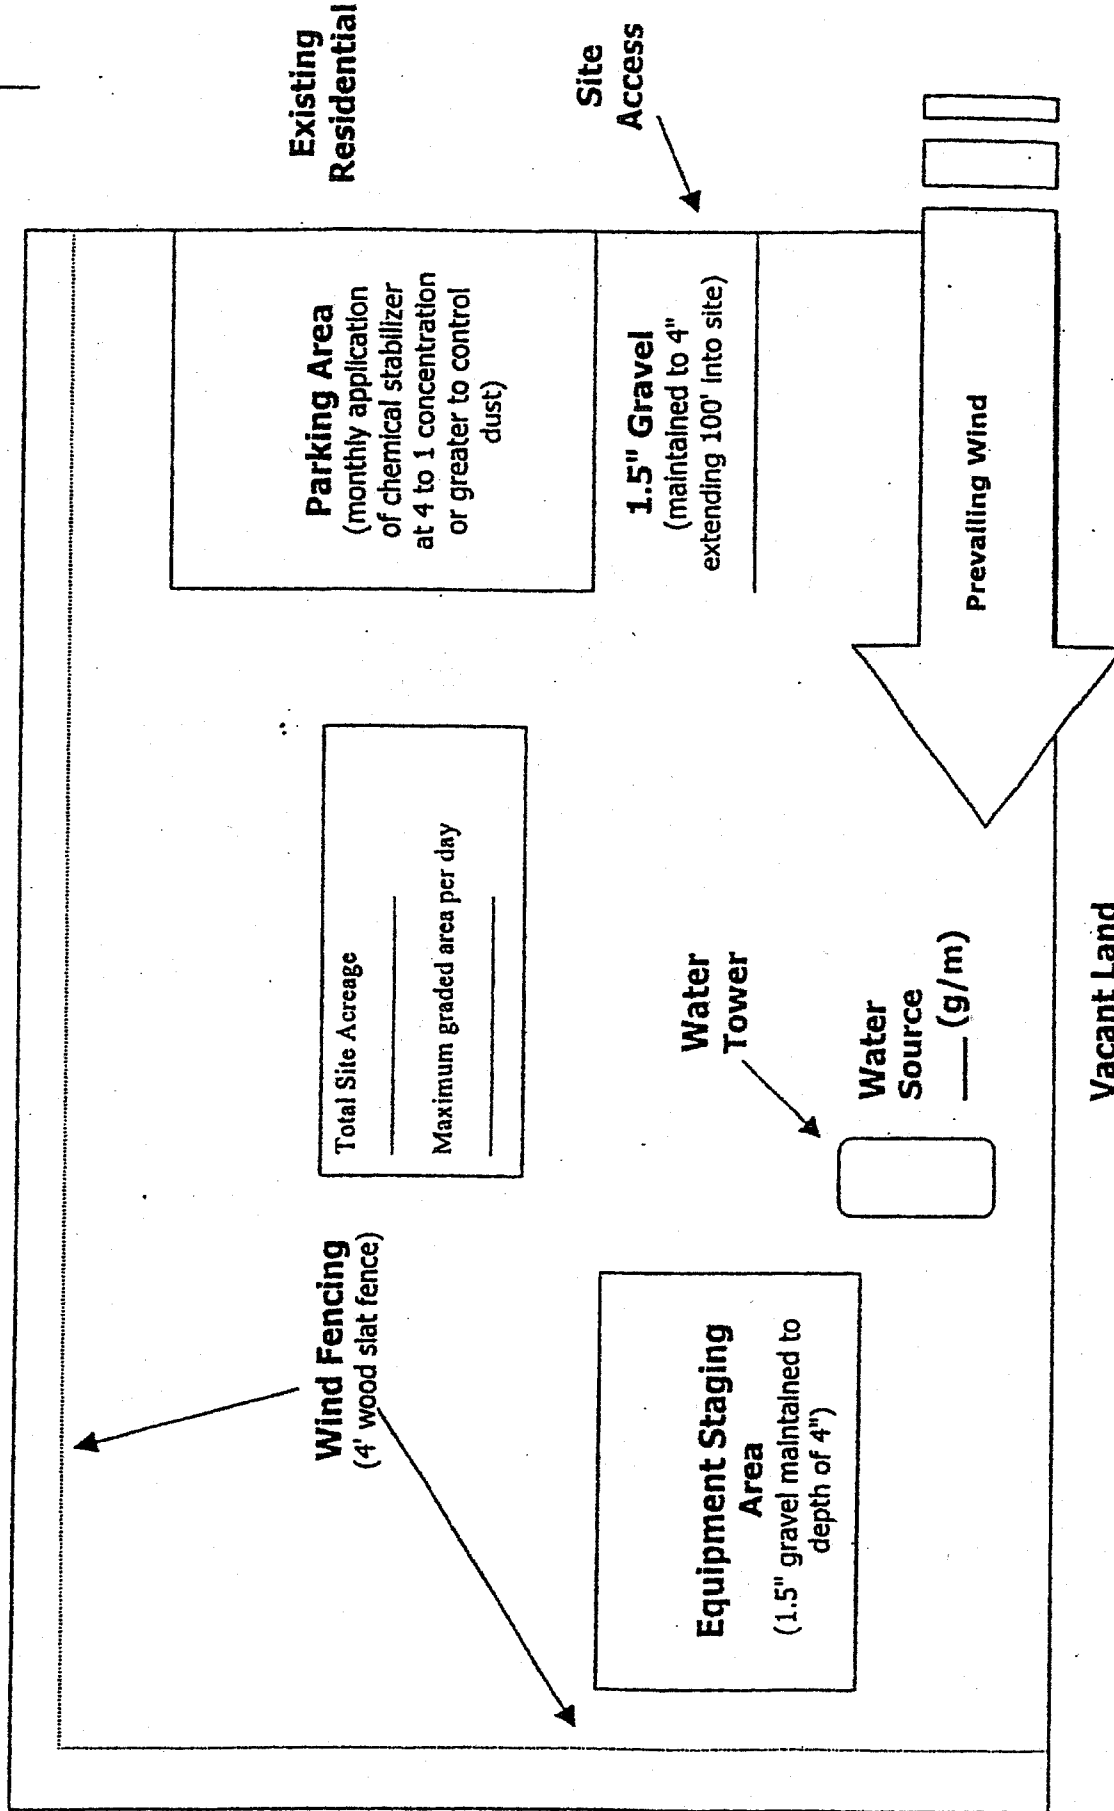 Existing
Residential
Site
Access
Parking Area
(monthly application
of chemical stabilizer
at 4 to 1 concentration
or greater to control
dust)
1.5" Gravel
(maintained to 4"
extending 100' into site)
Prevailing Wind
Total Site Acreage
Maximum graded area per day
Water
Tower
Water
Source
(g/m)
Vacant Land
Wind Fencing
(4' wood slat fence)
Equipment Staging
Area
(1.5" gravel maintained to
depth of 4")